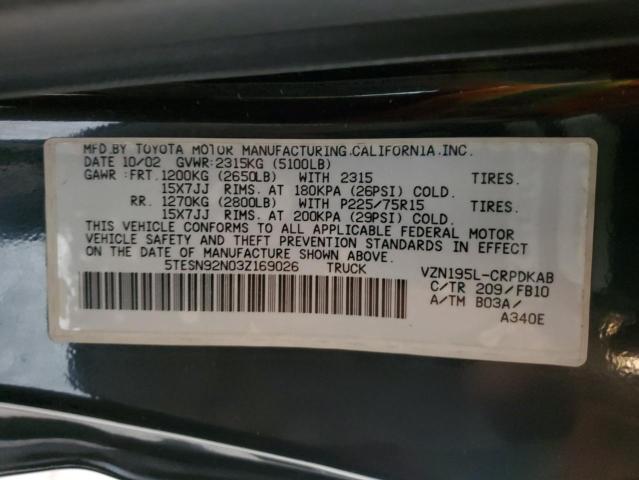 MFD.BY TOYOTA MOTOR MANUFACTURING,CALIFORNIA,INC.
DATE 10/02 GVWR:2315KG (5100LB)
GAWR:FRT.1200KG (2650LB) WITH 2315 TIRES.
15X7JJ RIMS. AT 180KPA (26PSI) COLD.
RR. 1270KG (2800LB) WITH P225/75R15 TIRES.
15X7JJ RIMS. AT 200KPA (29PSI) COLD.
THIS VEHICLE CONFORMS TO ALL APPLICABLE FEDERAL MOTOR
VEHICLE SAFETY AND THEFT PREVENTION STANDARDS IN EFFECT
ON THE DATE OF MANUFACTURE SHOWN ABOVE.
5TESN92N03Z169026 TRUCK VZN195L-CRPDKAB
C/TR 209/FB10
A/TM B03A/
A340E